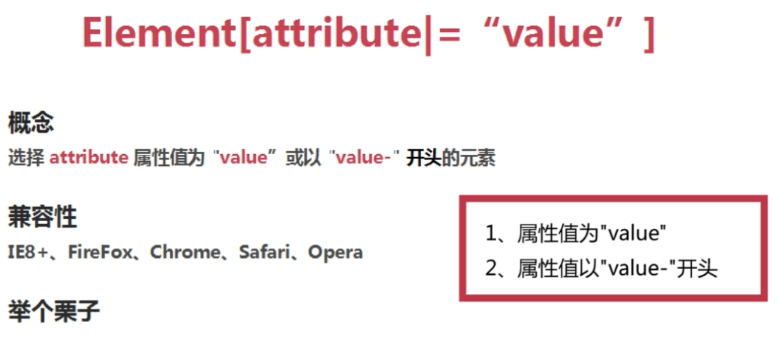 Element[attribute|=“value”]
概念
选择 attribute 属性值为 "value”或以 "value-" 开头的元素
兼容性
IE8+、FireFox、Chrome、Safari、Opera
1、属性值为"value"
2、属性值以"value-"开头
举个栗子